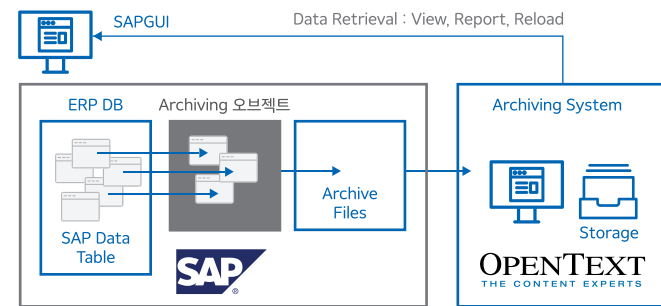 SAPGUI
Data Retrieval : View, Report, Reload
ERP DB
Archiving 오브젝트
Archiving System
SAP Data
Table
Archive
Files
SAP®
Storage
OPENTEXT
THE CONTENT EXPERTS